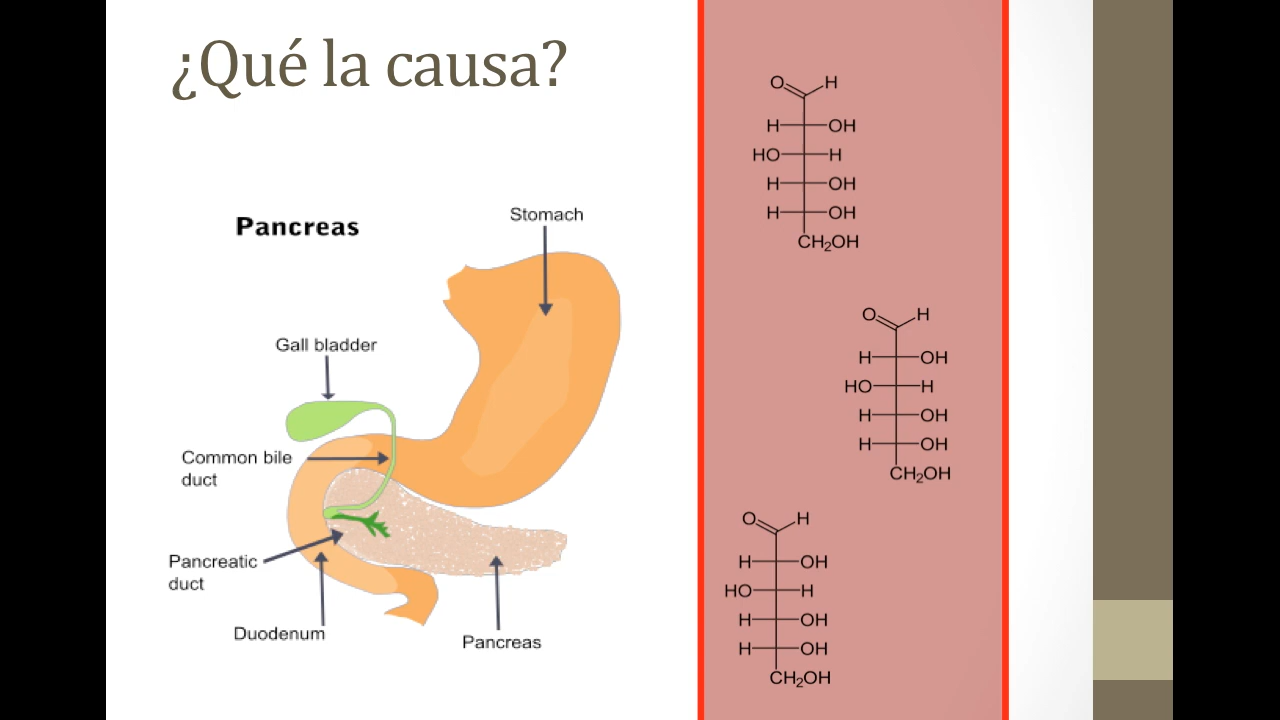 ¿Qué la causa?
Pancreas
Stomach
Gall bladder
Common bile
duct
Pancreatic
duct
Duodenum
Pancreas
O H
H OH
HO H
H OH
H OH
CH₂OH
O H
H OH
HO H
H OH
H OH
CH₂OH
O H
H OH
HO H
H OH
H OH
CH₂OH